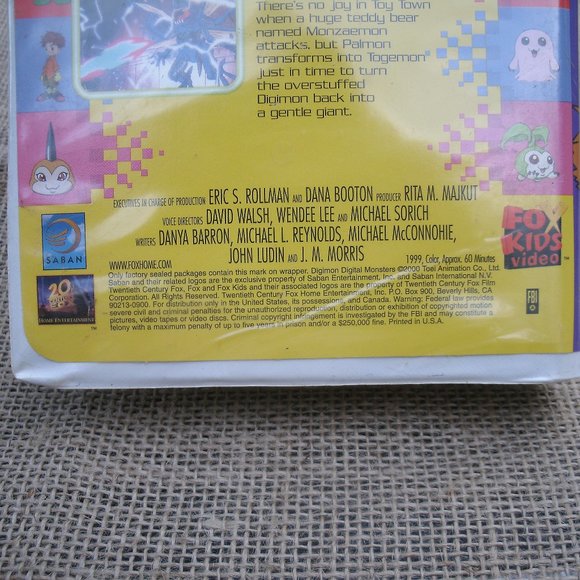 There's no joy in Toy Town
when a huge teddy bear
named Monzaemon
attacks, but Palmon
transforms into Togemon
just in time to turn
the overstuffed
Digimon back into
a gentle giant.
EXECUTIVES IN CHARGE OF PRODUCTION ERIC S. ROLLMAN AND DANA BOOTON PRODUCER RITA M. MAJKUT
VOICE DIRECTORS DAVID WALSH, WENDEE LEE AND MICHAEL SORICH
WRITERS DANYA BARRON, MICHAEL L. REYNOLDS, MICHAEL McCONNOHIE,
JOHN LUDIN AND J. M. MORRIS
WWW.FOXHOME.COM 1999, Color, Approx. 60 Minutes
Only factory sealed packages contain this mark on wrapper. Digimon Digital Monsters ©2000 Toei Animation Co., Ltd.
Saban and their related logos are the exclusive property of Saban Entertainment, Inc. and Saban International N.V.
Twentieth Century Fox, Fox and Fox Kids and their associated logos are the property of Twentieth Century Fox Film
Corporation. All Rights Reserved. Twentieth Century Fox Home Entertainment, Inc. P.O. Box 900, Beverly Hills, CA
90213-0900. For distribution only in the United States, its possessions, and Canada. Warning: Federal law provides
severe civil and criminal penalties for the unauthorized reproduction, distribution or exhibition of copyrighted motion
pictures, video tapes or video discs. Criminal copyright infringement is investigated by the FBI and may constitute a
felony with a maximum penalty of up to five years in prison and/or a $250,000 fine. Printed in U.S.A.
SABAN
20
HOME ENTERTAINMENT
TM
FOX
KIDS
video
TM
FBI